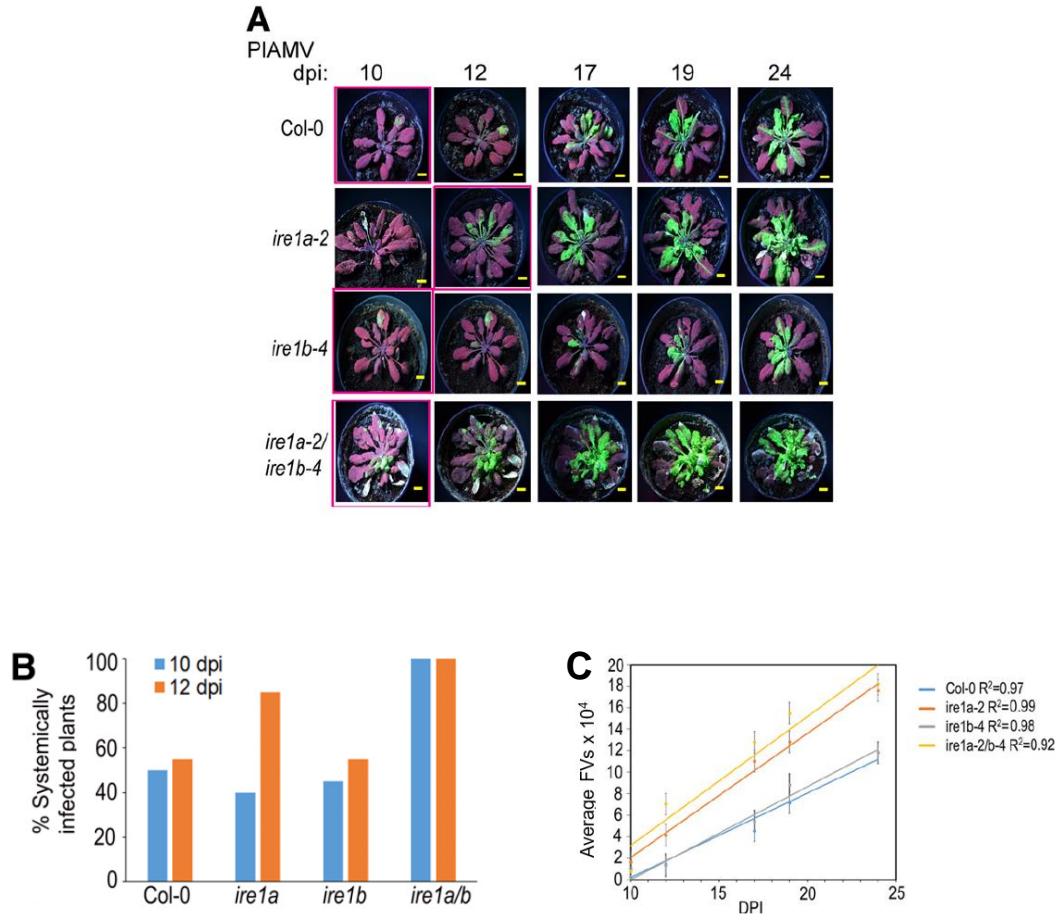 A
PlAMV
dpi: 10 12 17 19 24
Col-0
ire1a-2
ire1b-4
ire1a-2/
ire1b-4
B
% Systemically
infected plants
100
80
60
40
20
0
10 dpi
12 dpi
Col-0 ire1a ire1b ire1a/b
C
Average FVs x 10⁴
20
18
16
14
12
10
8
6
4
2
0
10 15 20 25
DPI
Col-0 R²=0.97
ire1a-2 R²=0.99
ire1b-4 R²=0.98
ire1a-2/b-4 R²=0.92